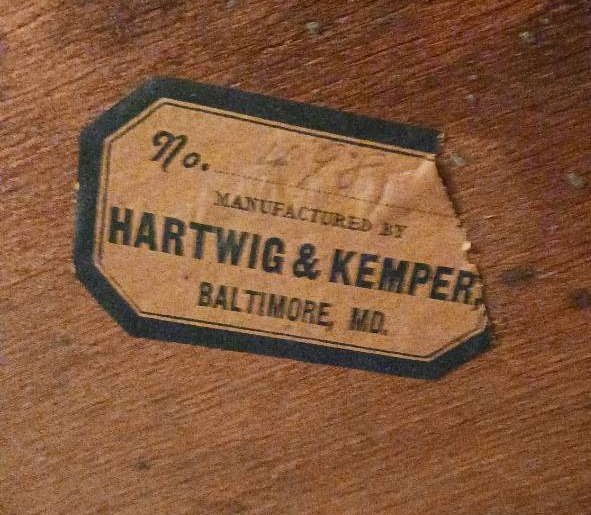 No.
MANUFACTURED BY
HARTWIG & KEMPER,
BALTIMORE, MD.